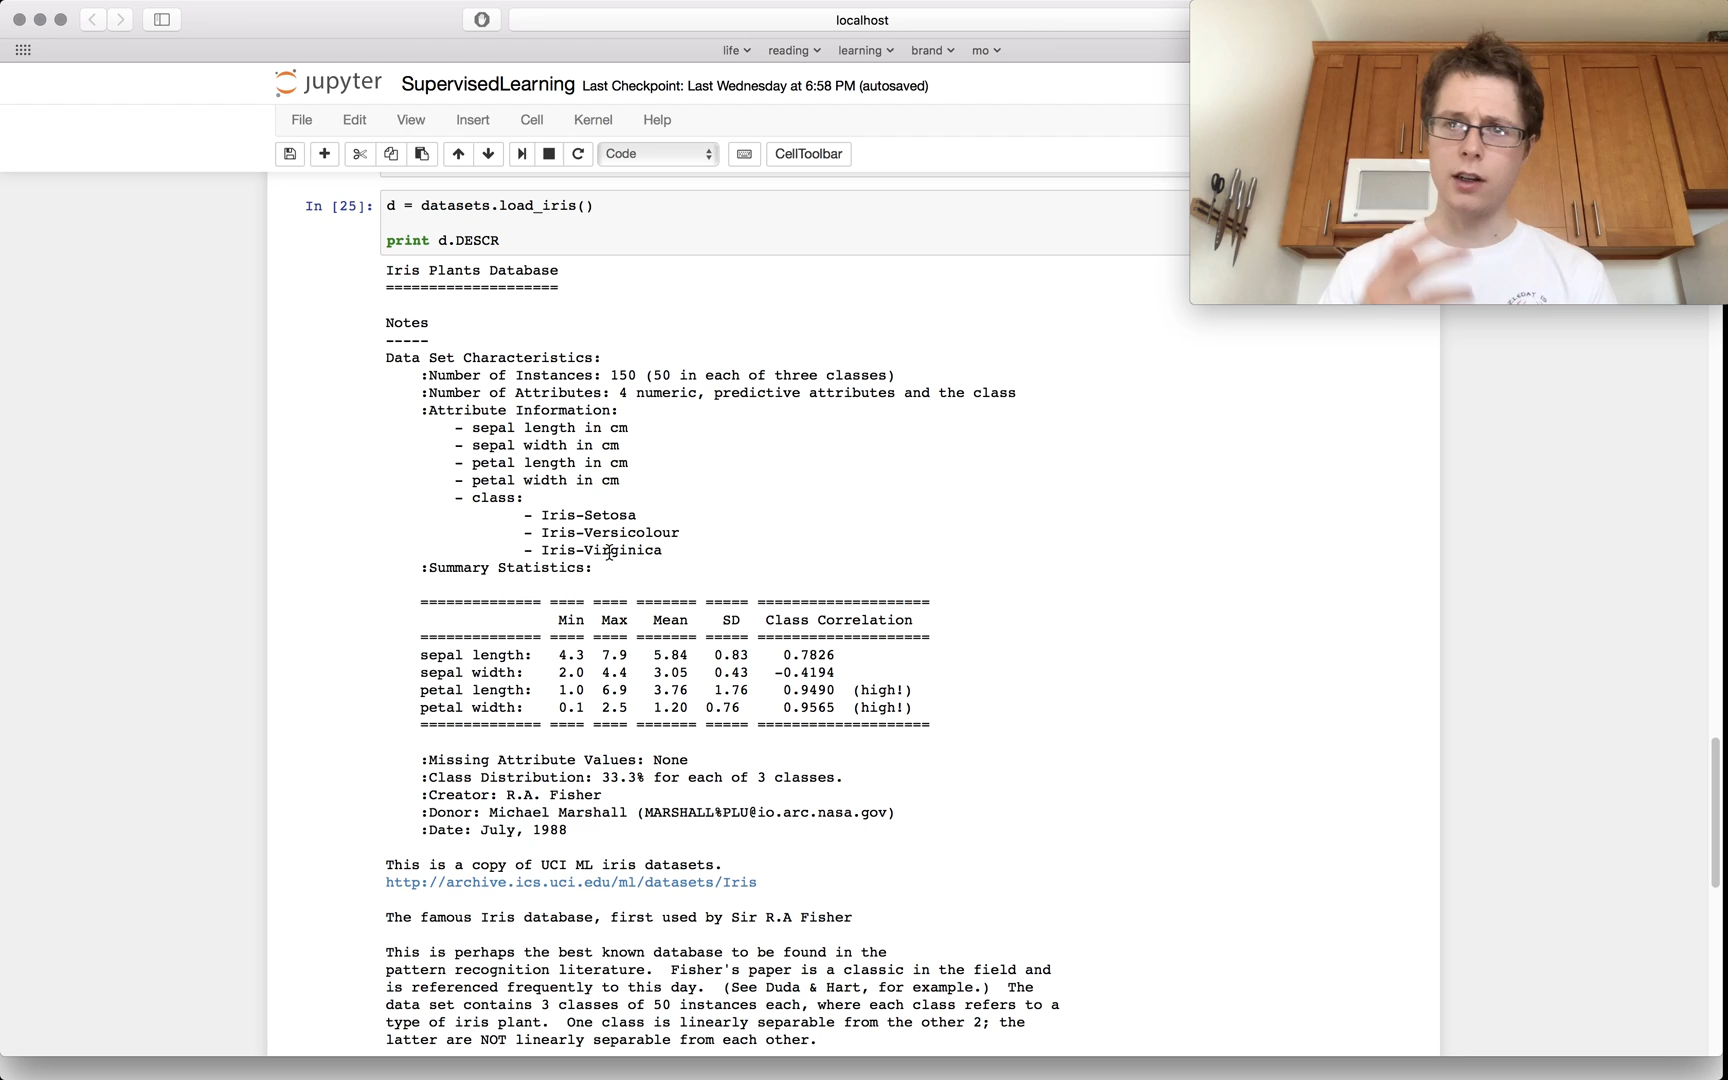 localhost
life reading learning brand mo
jupyter SupervisedLearning Last Checkpoint: Last Wednesday at 6:58 PM (autosaved)
File Edit View Insert Cell Kernel Help
Code CellToolbar
In [25]: d = datasets.load_iris()
print d.DESCR
Iris Plants Database
====================
Notes
-----
Data Set Characteristics:
:Number of Instances: 150 (50 in each of three classes)
:Number of Attributes: 4 numeric, predictive attributes and the class
:Attribute Information:
- sepal length in cm
- sepal width in cm
- petal length in cm
- petal width in cm
- class:
- Iris-Setosa
- Iris-Versicolour
- Iris-Virginica
:Summary Statistics:
============== ==== ==== ======= ===== ====================
Min Max Mean SD Class Correlation
============== ==== ==== ======= ===== ====================
sepal length: 4.3 7.9 5.84 0.83 0.7826
sepal width: 2.0 4.4 3.05 0.43 -0.4194
petal length: 1.0 6.9 3.76 1.76 0.9490 (high!)
petal width: 0.1 2.5 1.20 0.76 0.9565 (high!)
============== ==== ==== ======= ===== ====================
:Missing Attribute Values: None
:Class Distribution: 33.3% for each of 3 classes.
:Creator: R.A. Fisher
:Donor: Michael Marshall (MARSHALL%PLU@io.arc.nasa.gov)
:Date: July, 1988
This is a copy of UCI ML iris datasets.
http://archive.ics.uci.edu/ml/datasets/Iris
The famous Iris database, first used by Sir R.A Fisher
This is perhaps the best known database to be found in the
pattern recognition literature. Fisher's paper is a classic in the field and
is referenced frequently to this day. (See Duda & Hart, for example.) The
data set contains 3 classes of 50 instances each, where each class refers to a
type of iris plant. One class is linearly separable from the other 2; the
latter are NOT linearly separable from each other.